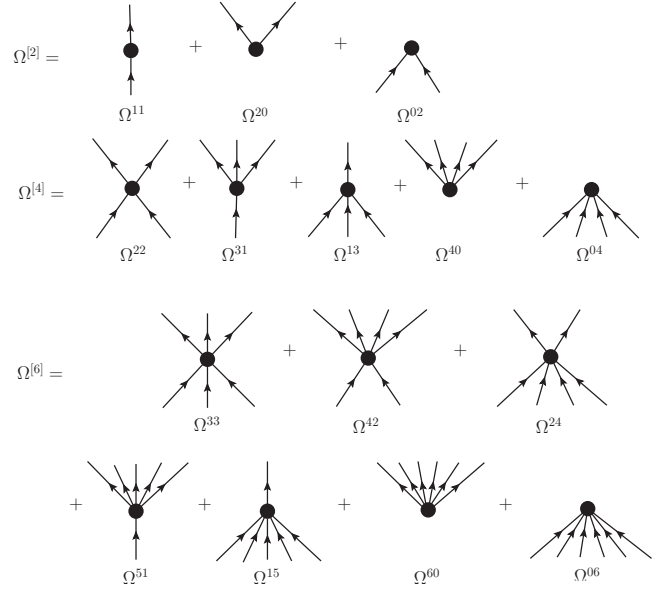 Ω^{[2]} = + +
Ω^{11} Ω^{20} Ω^{02}
Ω^{[4]} = + + + +
Ω^{22} Ω^{31} Ω^{13} Ω^{40} Ω^{04}
Ω^{[6]} = + +
Ω^{33} Ω^{42} Ω^{24}
+ + + +
Ω^{51} Ω^{15} Ω^{60} Ω^{06}